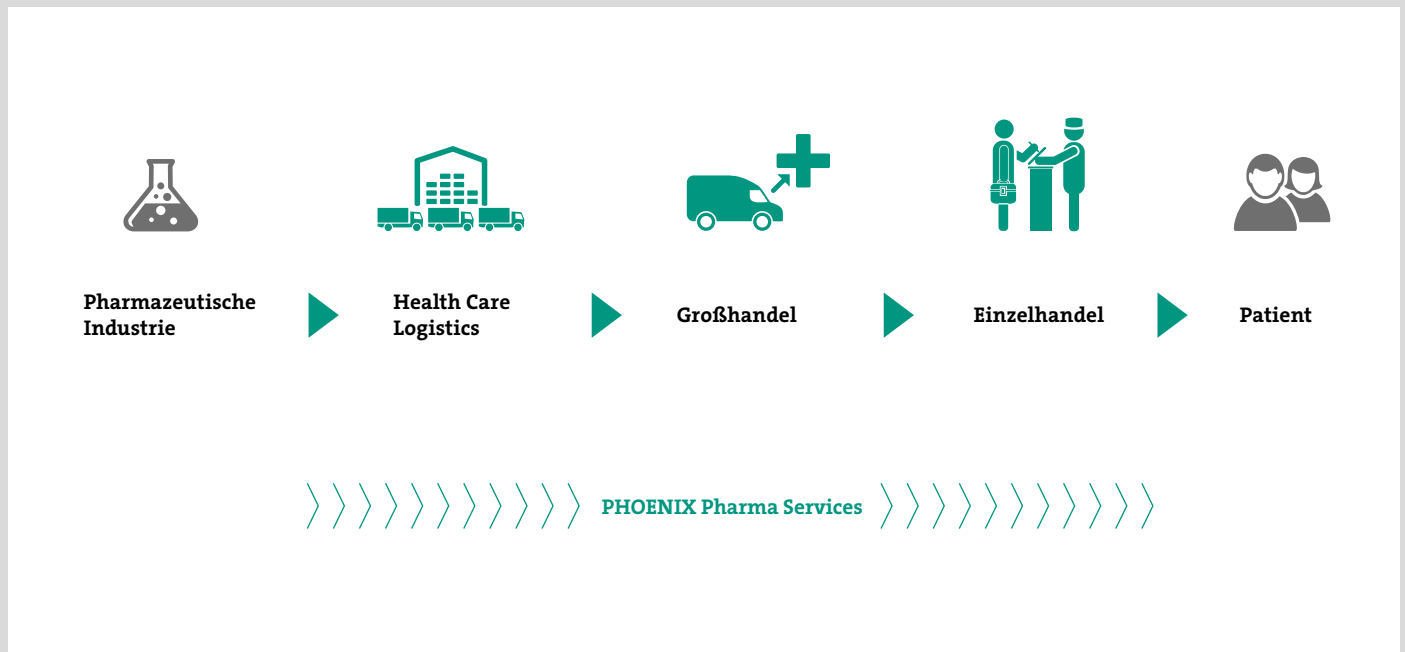 Pharmazeutische
Industrie
Health Care
Logistics
Großhandel
Einzelhandel
Patient
PHOENIX Pharma Services